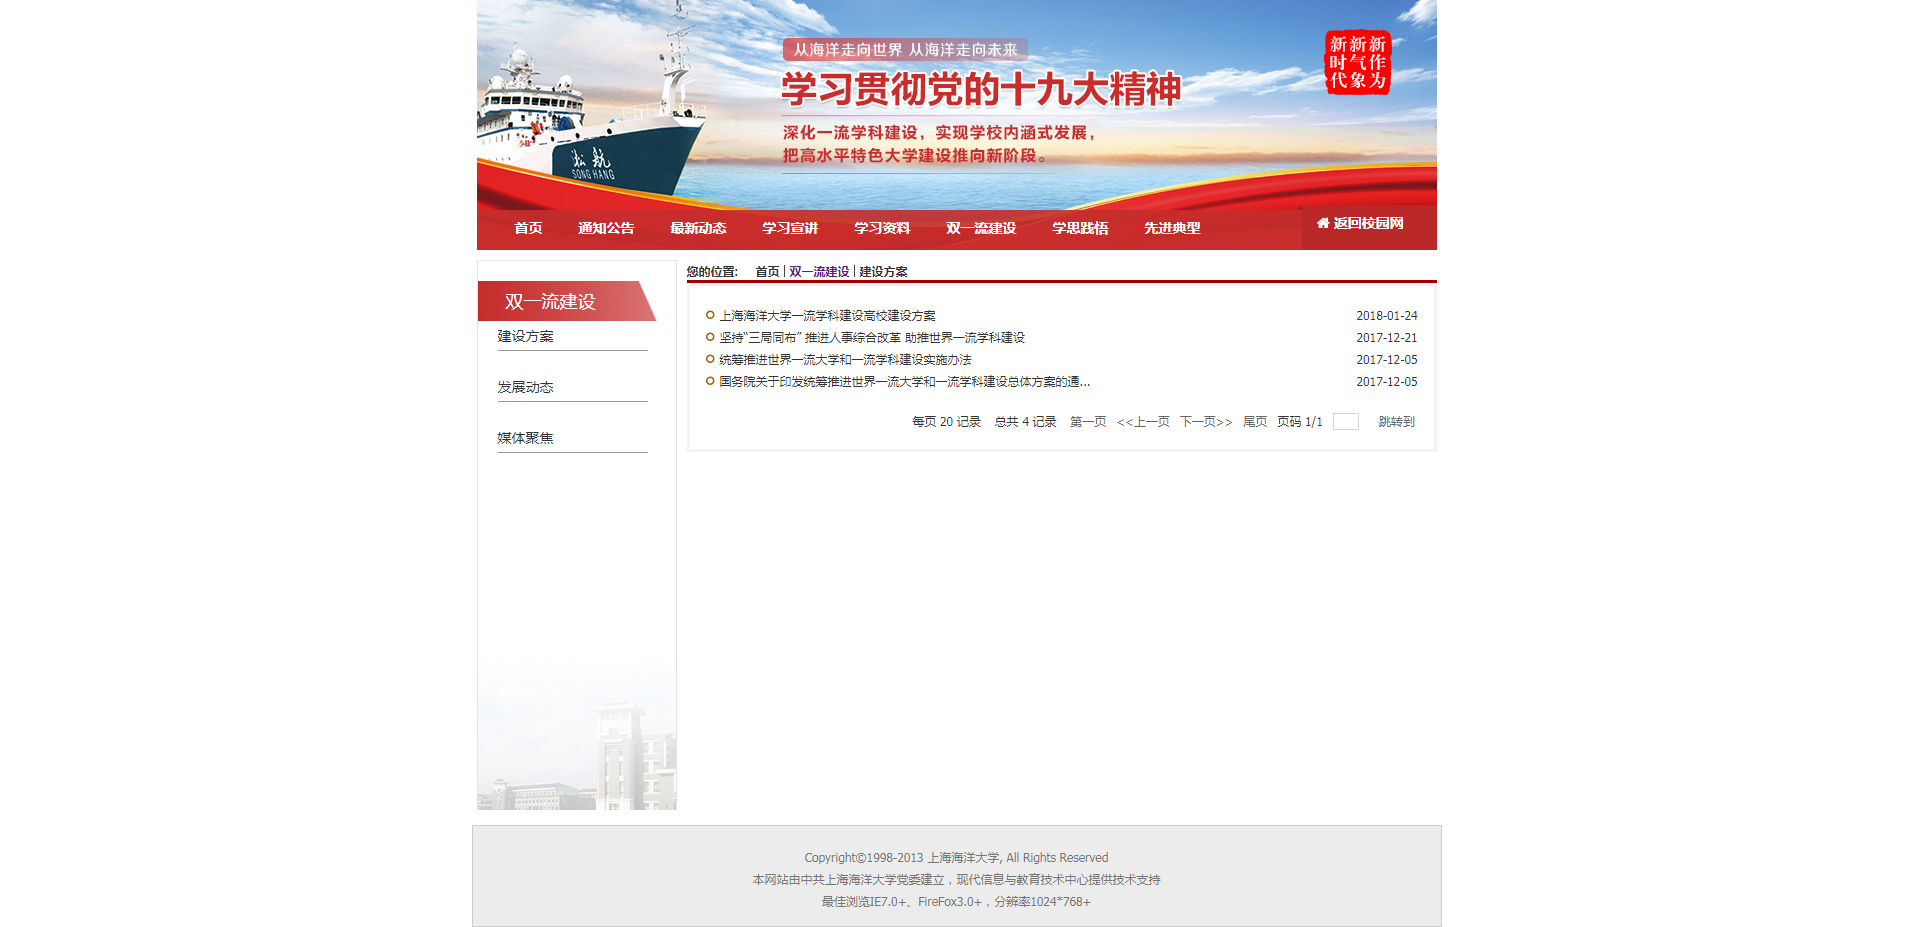 从海洋走向世界 从海洋走向未来
学习贯彻党的十九大精神
深化一流学科建设，实现学校内涵式发展，
把高水平特色大学建设推向新阶段。
新新新
时气作
代象为
淞航
SONG HANG
首页 通知公告 最新动态 学习宣讲 学习资料 双一流建设 学思践悟 先进典型 返回校园网
双一流建设
建设方案
发展动态
媒体聚焦
您的位置: 首页 | 双一流建设 | 建设方案
上海海洋大学一流学科建设高校建设方案 2018-01-24
坚持“三局同布” 推进人事综合改革 助推世界一流学科建设 2017-12-21
统筹推进世界一流大学和一流学科建设实施办法 2017-12-05
国务院关于印发统筹推进世界一流大学和一流学科建设总体方案的通... 2017-12-05
每页 20 记录 总共 4 记录 第一页 <<上一页 下一页>> 尾页 页码 1/1 跳转到
Copyright©1998-2013 上海海洋大学, All Rights Reserved
本网站由中共上海海洋大学党委建立，现代信息与教育技术中心提供技术支持
最佳浏览IE7.0+、FireFox3.0+，分辨率1024*768+